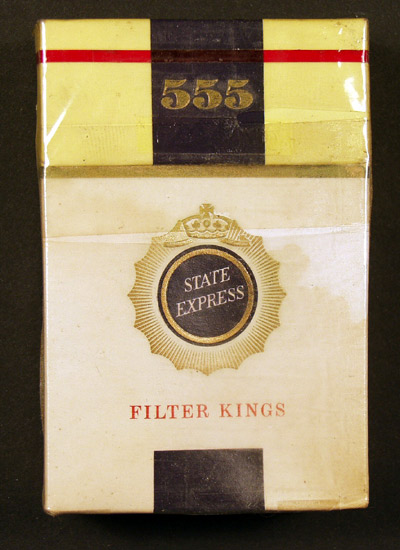 555
STATE
EXPRESS
FILTER KINGS